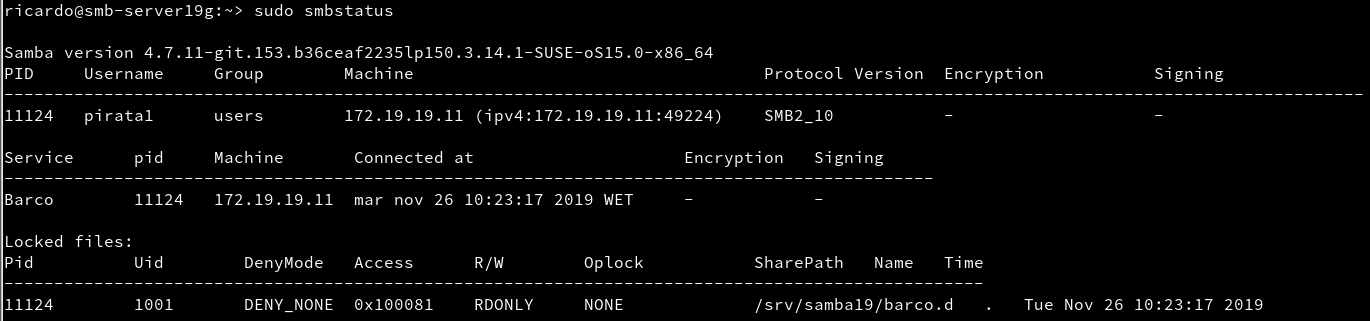 ricardo@smb-server19g:~> sudo smbstatus
Samba version 4.7.11-git.153.b36ceaf2235lp150.3.14.1-SUSE-oS15.0-x86_64
PID     Username     Group        Machine                                   Protocol Version  Encryption           Signing
----------------------------------------------------------------------------------------------------------------------------------------
11124   pirata1      users        172.19.19.11 (ipv4:172.19.19.11:49224)    SMB2_10           -                    -
Service      pid     Machine       Connected at                     Encryption   Signing
---------------------------------------------------------------------------------------------
Barco        11124   172.19.19.11  mar nov 26 10:23:17 2019 WET     -            -
Locked files:
Pid          Uid        DenyMode   Access      R/W        Oplock           SharePath   Name   Time
--------------------------------------------------------------------------------------------------
11124        1001       DENY_NONE  0x100081    RDONLY     NONE             /srv/samba19/barco.d   .   Tue Nov 26 10:23:17 2019